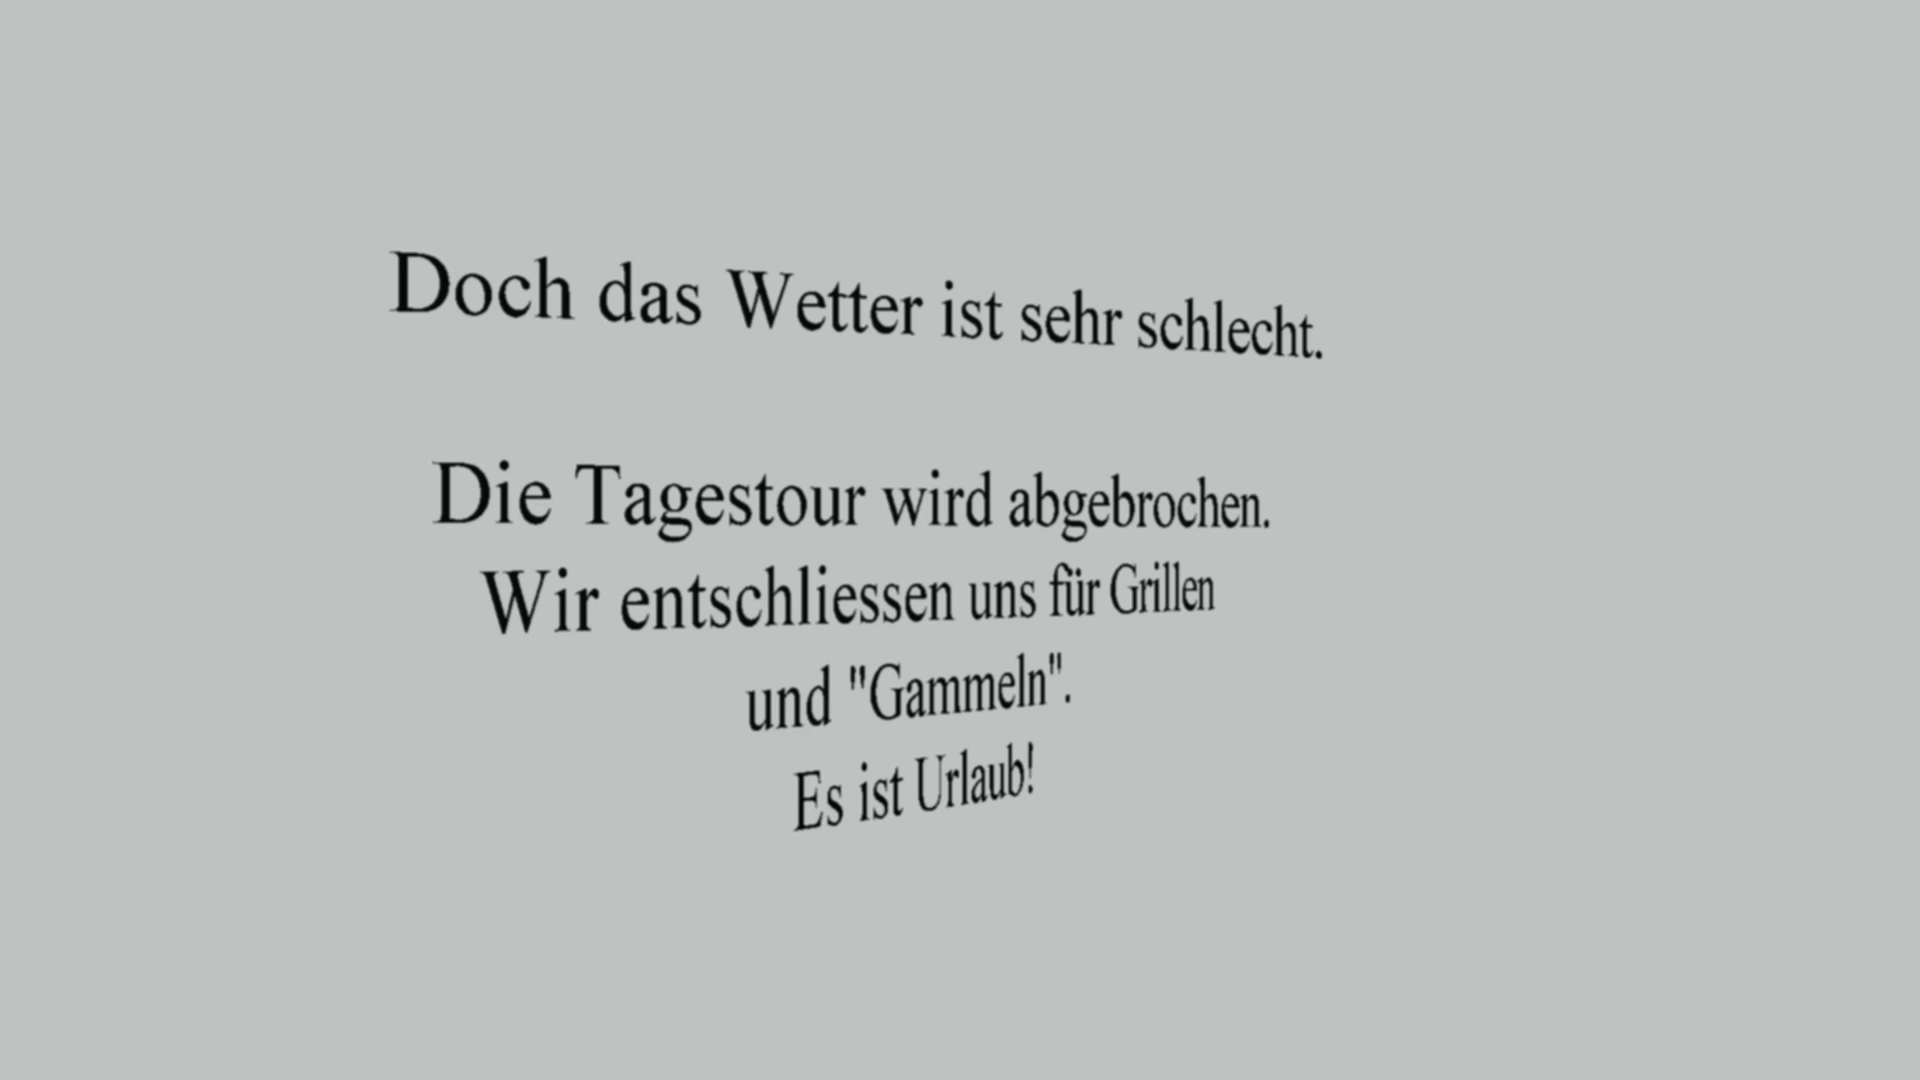 Doch das Wetter ist sehr schlecht.
Die Tagestour wird abgebrochen.
Wir entschliessen uns für Grillen
und "Gammeln".
Es ist Urlaub!